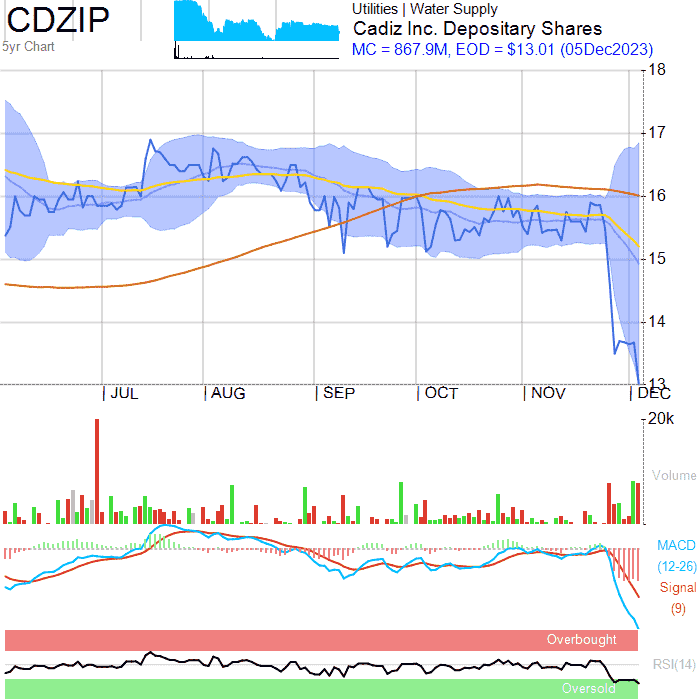 CDZIP
5yr Chart
Utilities | Water Supply
Cadiz Inc. Depositary Shares
MC = 867.9M, EOD = $13.01 (05Dec2023)
18
17
16
15
14
13
JUL AUG SEP OCT NOV DEC
20k
Volume
MACD
(12-26)
Signal
(9)
Overbought
RSI(14)
Oversold